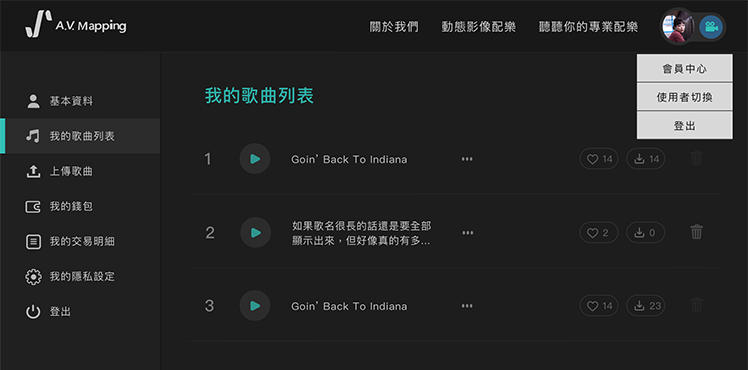 A.V. Mapping
關於我們 動態影像配樂 聽聽你的專業配樂
會員中心
使用者切換
登出
基本資料
我的歌曲列表
上傳歌曲
我的錢包
我的交易明細
我的隱私設定
登出
我的歌曲列表
1 Goin' Back To Indiana ••• 14 14
2 如果歌名很長的話還是要全部
顯示出來，但好像真的有多... ••• 2 0
3 Goin' Back To Indiana ••• 14 23